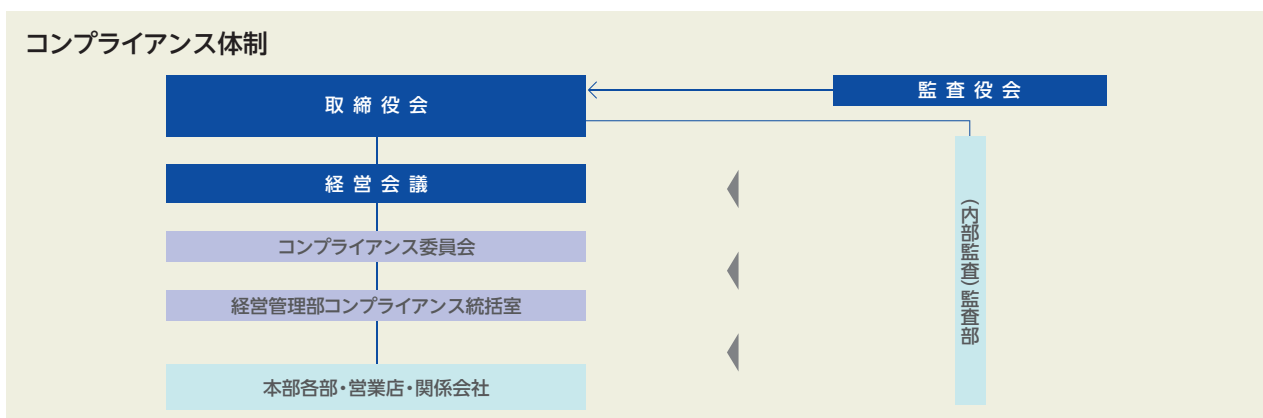 コンプライアンス体制
取締役会
監査役会
経営会議
コンプライアンス委員会
経営管理部コンプライアンス統括室
本部各部・営業店・関係会社
（内部監査）監査部